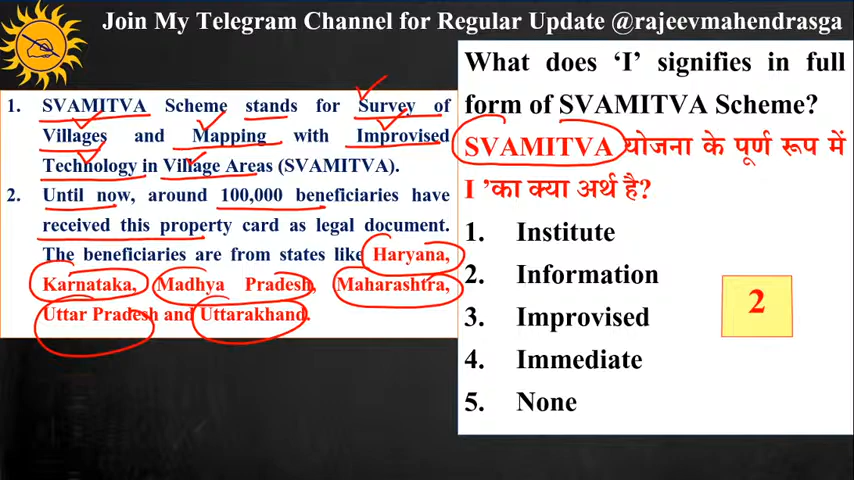 Join My Telegram Channel for Regular Update @rajeevmahendrasga
1. SVAMITVA Scheme stands for Survey of
Villages and Mapping with Improvised
Technology in Village Areas (SVAMITVA).
2. Until now, around 100,000 beneficiaries have
received this property card as legal document.
The beneficiaries are from states like Haryana,
Karnataka, Madhya Pradesh, Maharashtra,
Uttar Pradesh and Uttarakhand.
What does ‘I’ signifies in full
form of SVAMITVA Scheme?
SVAMITVA योजना के पूर्ण रूप में
I ’का क्या अर्थ है?
1. Institute
2. Information
3. Improvised
4. Immediate
5. None
2